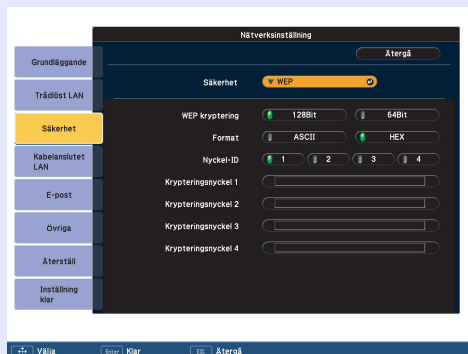 Nätverksinställning
Återgå
Grundläggande
Trådlöst LAN
Säkerhet
Kabelanslutet
LAN
E-post
Övriga
Återställ
Inställning
klar
Säkerhet WEP
WEP kryptering 128Bit 64Bit
Format ASCII HEX
Nyckel-ID 1 2 3 4
Krypteringsnyckel 1
Krypteringsnyckel 2
Krypteringsnyckel 3
Krypteringsnyckel 4
Välja Enter Klar ESC Återgå